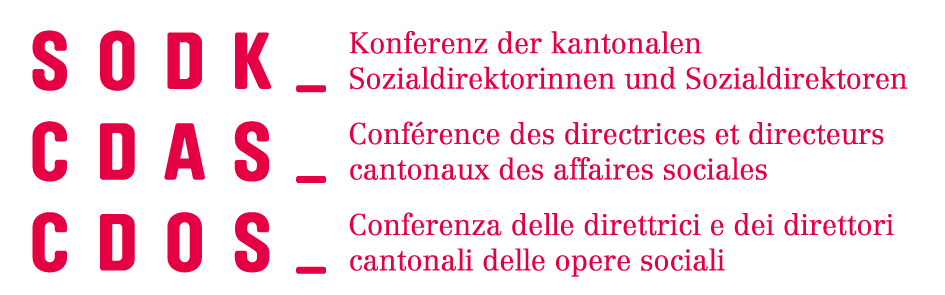 SODK_ Konferenz der kantonalen
Sozialdirektorinnen und Sozialdirektoren
CDAS_ Conférence des directrices et directeurs
cantonaux des affaires sociales
CDOS_ Conferenza delle direttrici e dei direttori
cantonali delle opere sociali